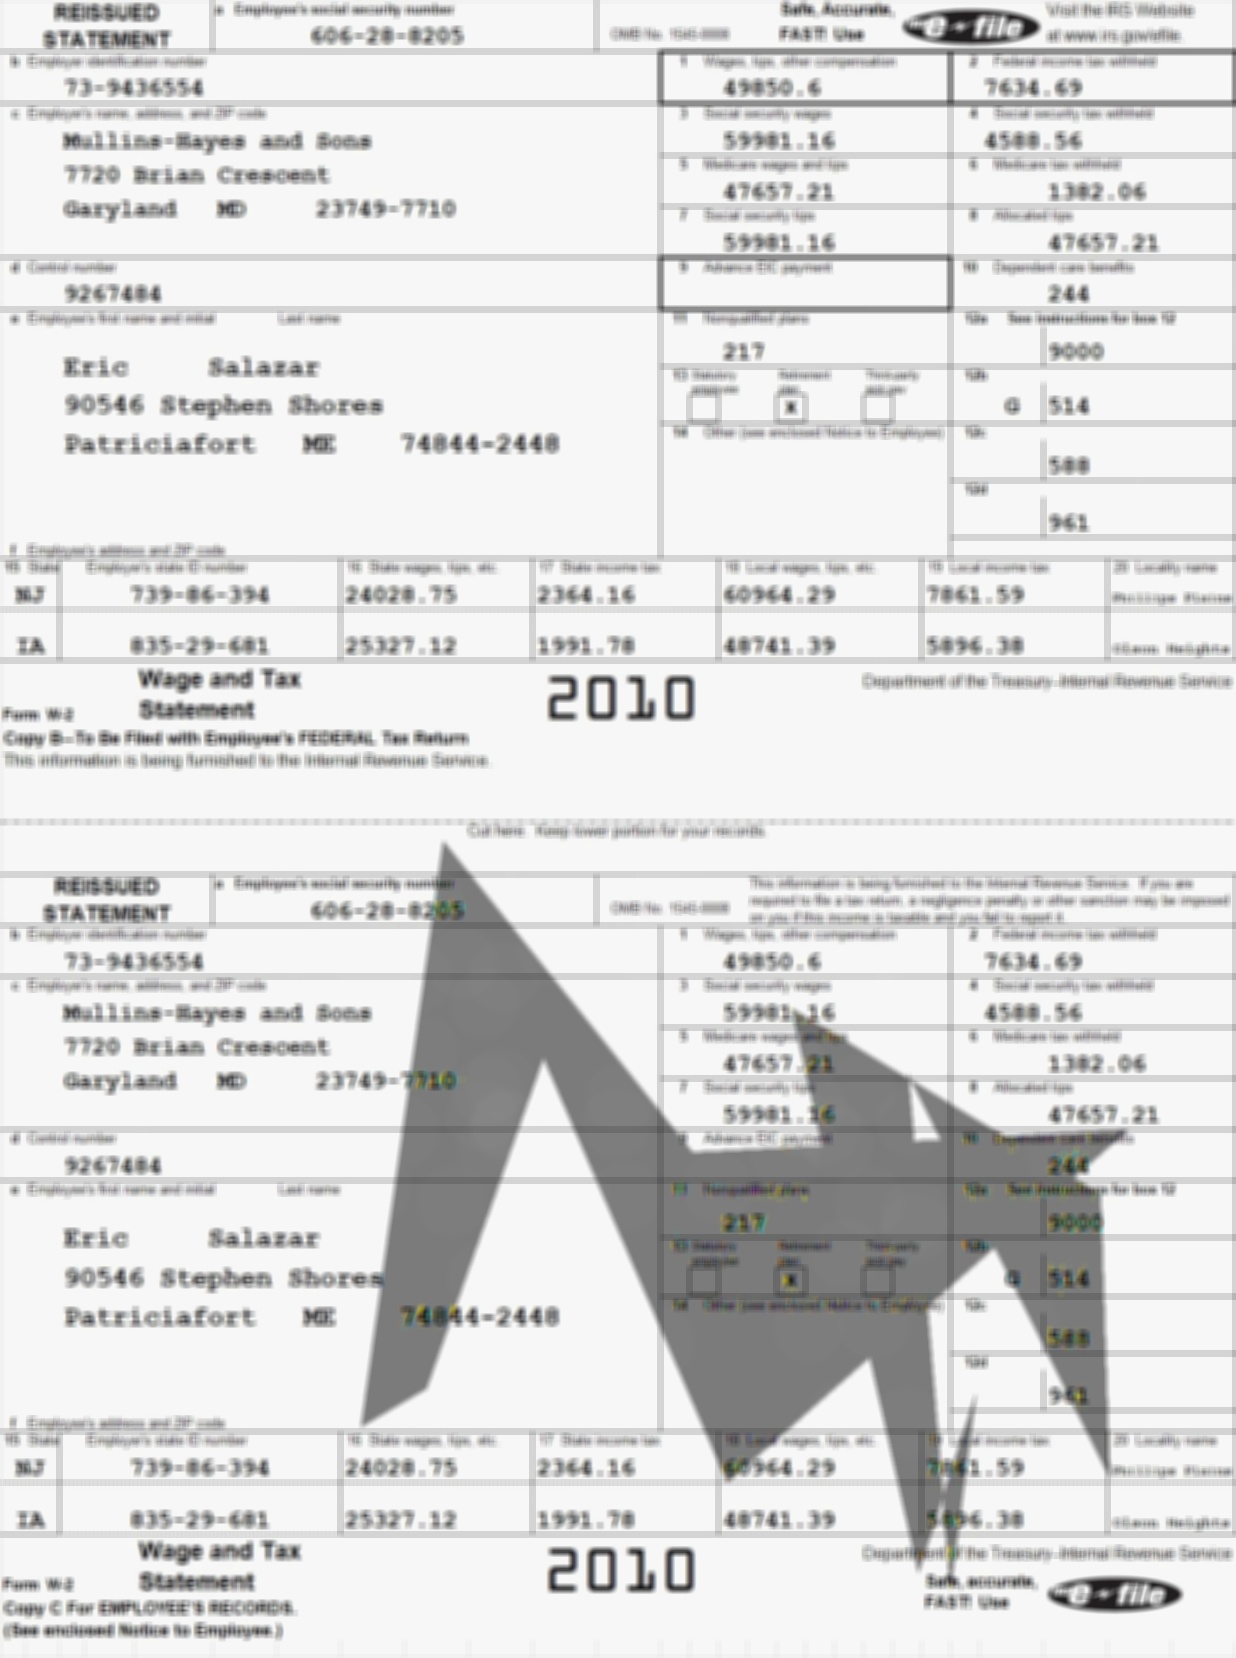 REISSUED STATEMENT
a Employee's social security number
606-28-8205
OMB No. 1545-0008
Safe, Accurate, FAST! Use
e file
Visit the IRS Website at www.irs.gov/efile.
b Employer identification number
73-9436554
1 Wages, tips, other compensation
49850.6
2 Federal income tax withheld
7634.69
c Employer's name, address, and ZIP code
Mullins-Hayes and Sons
7720 Brian Crescent
Garyland MD 23749-7710
3 Social security wages
59981.16
4 Social security tax withheld
4588.56
5 Medicare wages and tips
47657.21
6 Medicare tax withheld
1382.06
7 Social security tips
59981.16
8 Allocated tips
47657.21
d Control number
9267484
9 Advance EIC payment
10 Dependent care benefits
244
e Employee's first name and initial Last name
Eric Salazar
90546 Stephen Shores
Patriciafort ME 74844-2448
11 Nonqualified plans
217
12a See instructions for box 12
9000
13 Statutory employee
Retirement plan
X
Third-party sick pay
12b
G 514
14 Other (see enclosed Notice to Employee)
12c
588
12d
961
f Employee's address and ZIP code
15 State Employer's state ID number 16 State wages, tips, etc. 17 State income tax 18 Local wages, tips, etc. 19 Local income tax 20 Locality name
NJ 739-86-394 24028.75 2364.16 60964.29 7861.59
IA 835-29-681 25327.12 1991.78 48741.39 5896.38
Form W-2
Wage and Tax Statement
2010
Department of the Treasury-Internal Revenue Service
Copy B-To Be Filed with Employee's FEDERAL Tax Return
This information is being furnished to the Internal Revenue Service.
Cut here. Keep lower portion for your records.
REISSUED STATEMENT
a Employee's social security number
606-28-8205
OMB No. 1545-0008
This information is being furnished to the Internal Revenue Service. If you are
required to file a tax return, a negligence penalty or other sanction may be imposed
on you if this income is taxable and you fail to report it.
b Employer identification number
73-9436554
1 Wages, tips, other compensation
49850.6
2 Federal income tax withheld
7634.69
c Employer's name, address, and ZIP code
Mullins-Hayes and Sons
7720 Brian Crescent
Garyland MD 23749-7710
3 Social security wages
59981.16
4 Social security tax withheld
4588.56
5 Medicare wages and tips
47657.21
6 Medicare tax withheld
1382.06
7 Social security tips
59981.16
8 Allocated tips
47657.21
d Control number
9267484
9 Advance EIC payment
10 Dependent care benefits
244
e Employee's first name and initial Last name
Eric Salazar
90546 Stephen Shores
Patriciafort ME 74844-2448
11 Nonqualified plans
217
12a See instructions for box 12
9000
13 Statutory employee
Retirement plan
X
Third-party sick pay
12b
G 514
14 Other (see enclosed Notice to Employee)
12c
588
12d
961
f Employee's address and ZIP code
15 State Employer's state ID number 16 State wages, tips, etc. 17 State income tax 18 Local wages, tips, etc. 19 Local income tax 20 Locality name
NJ 739-86-394 24028.75 2364.16 60964.29 7861.59
IA 835-29-681 25327.12 1991.78 48741.39 5896.38
Form W-2
Wage and Tax Statement
2010
Department of the Treasury-Internal Revenue Service
Copy C For EMPLOYEE'S RECORDS.
(See enclosed Notice to Employee.)
Safe, accurate, FAST! Use
e file